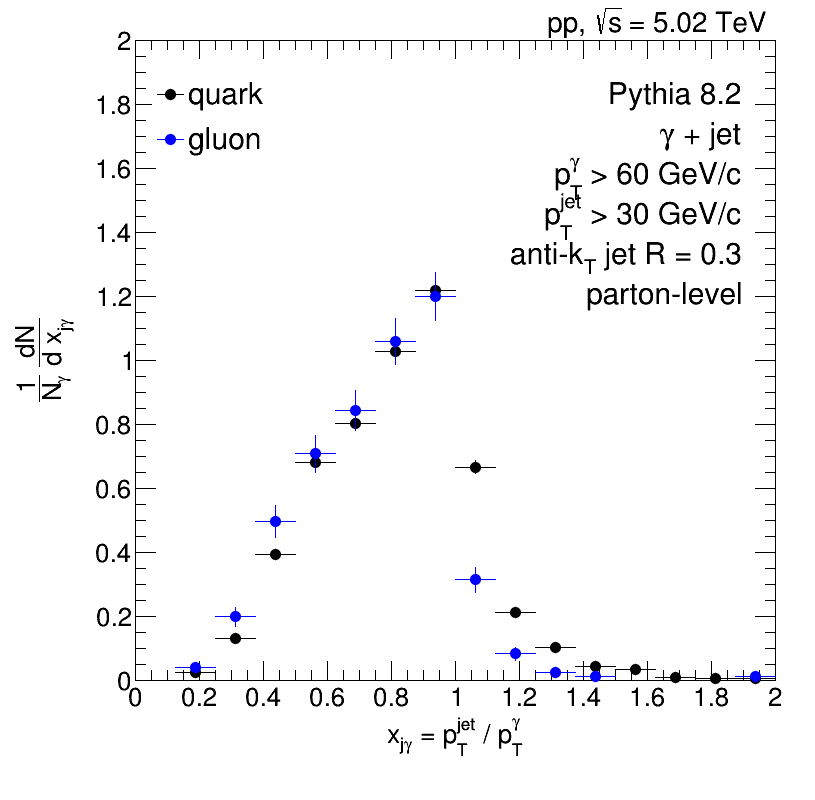 pp, √s = 5.02 TeV
quark
gluon
Pythia 8.2
γ + jet
p_T^γ > 60 GeV/c
p_T^jet > 30 GeV/c
anti-k_T jet R = 0.3
parton-level
1/N_γ dN/d x_jγ
2
1.8
1.6
1.4
1.2
1
0.8
0.6
0.4
0.2
0
0 0.2 0.4 0.6 0.8 1 1.2 1.4 1.6 1.8 2
x_jγ = p_T^jet / p_T^γ